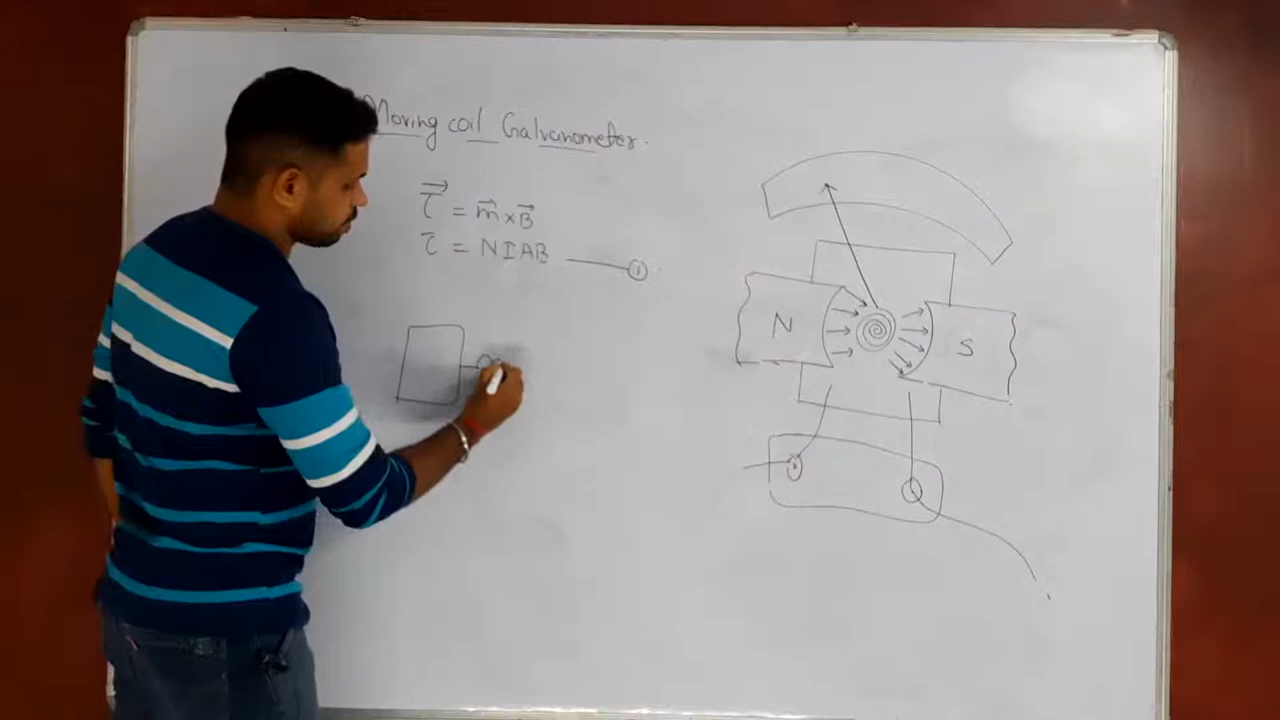 Moving coil Galvanometer.
τ⃗ = m⃗ × B⃗
τ = NIAB —— ①
N
S